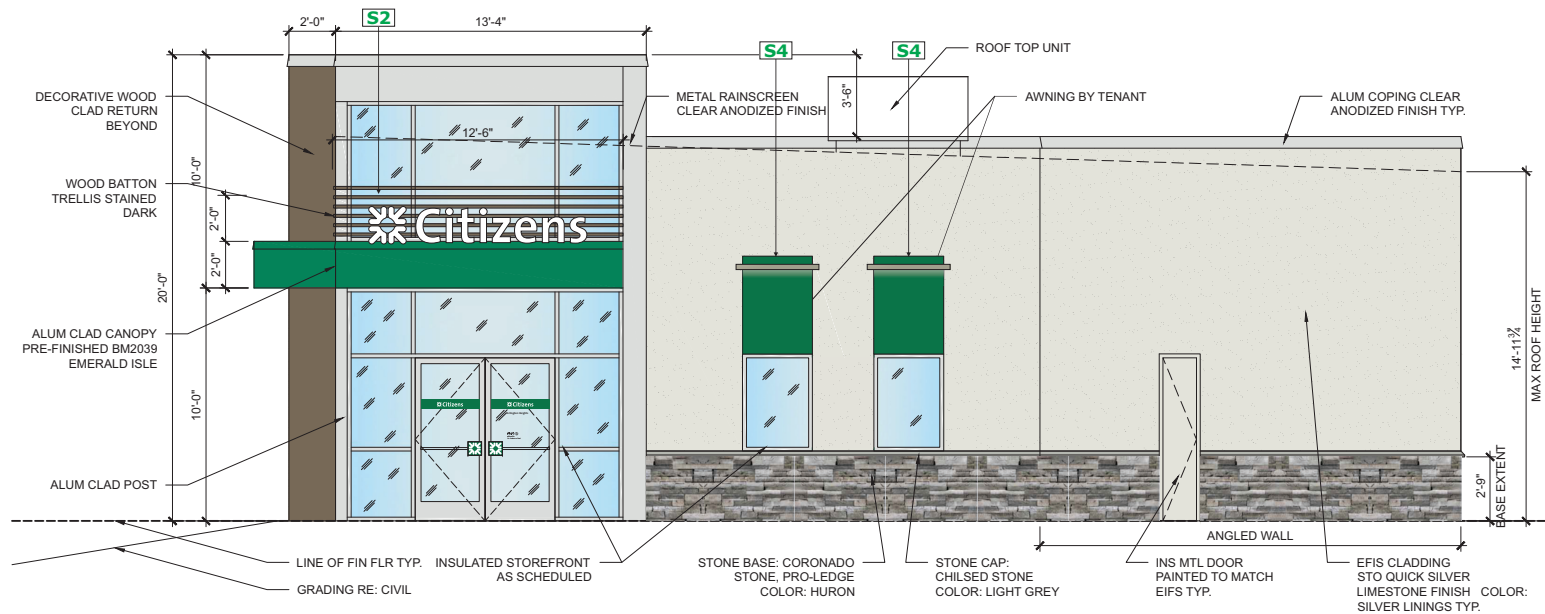 2'-0"
S2
13'-4"
S4
S4
ROOF TOP UNIT
3'-6"
DECORATIVE WOOD
CLAD RETURN
BEYOND
METAL RAINSCREEN
CLEAR ANODIZED FINISH
AWNING BY TENANT
ALUM COPING CLEAR
ANODIZED FINISH TYP.
12'-6"
10'-0"
WOOD BATTON
TRELLIS STAINED
DARK
2'-0"
Citizens
2'-0"
20'-0"
ALUM CLAD CANOPY
PRE-FINISHED BM2039
EMERALD ISLE
14'-11¾"
MAX ROOF HEIGHT
10'-0"
Citizens
Citizens
ALUM CLAD POST
2'-9"
BASE EXTENT
ANGLED WALL
LINE OF FIN FLR TYP.
GRADING RE: CIVIL
INSULATED STOREFRONT
AS SCHEDULED
STONE BASE: CORONADO
STONE, PRO-LEDGE
COLOR: HURON
STONE CAP:
CHILSED STONE
COLOR: LIGHT GREY
INS MTL DOOR
PAINTED TO MATCH
EIFS TYP.
EFIS CLADDING
STO QUICK SILVER
LIMESTONE FINISH COLOR:
SILVER LININGS TYP.